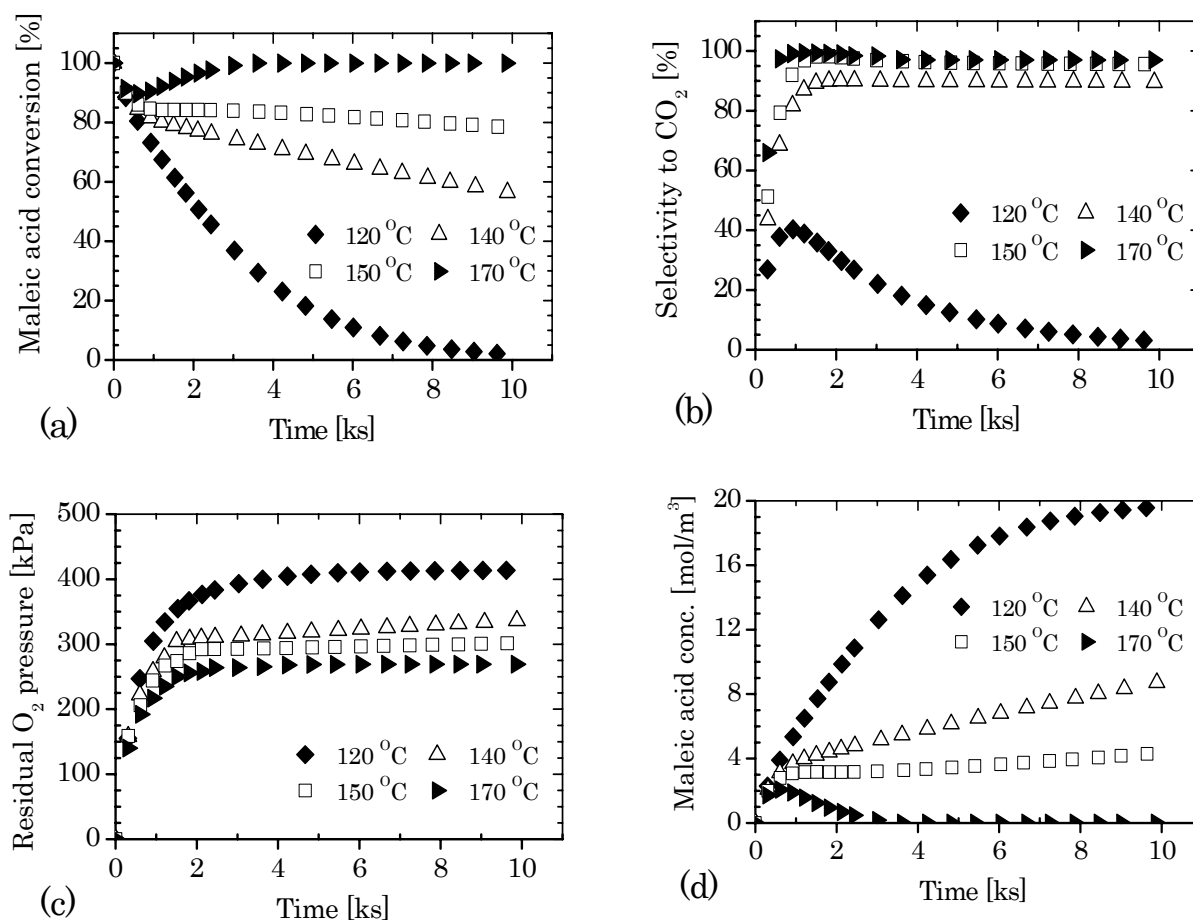 Maleic acid conversion [%]
100
80
60
40
20
0
120 °C
140 °C
150 °C
170 °C
0 2 4 6 8 10
Time [ks]
(a)
Selectivity to CO₂ [%]
100
80
60
40
20
0
120 °C
140 °C
150 °C
170 °C
0 2 4 6 8 10
Time [ks]
(b)
Residual O₂ pressure [kPa]
500
400
300
200
100
0
120 °C
140 °C
150 °C
170 °C
0 2 4 6 8 10
Time [ks]
(c)
Maleic acid conc. [mol/m³]
20
16
12
8
4
0
120 °C
140 °C
150 °C
170 °C
0 2 4 6 8 10
Time [ks]
(d)